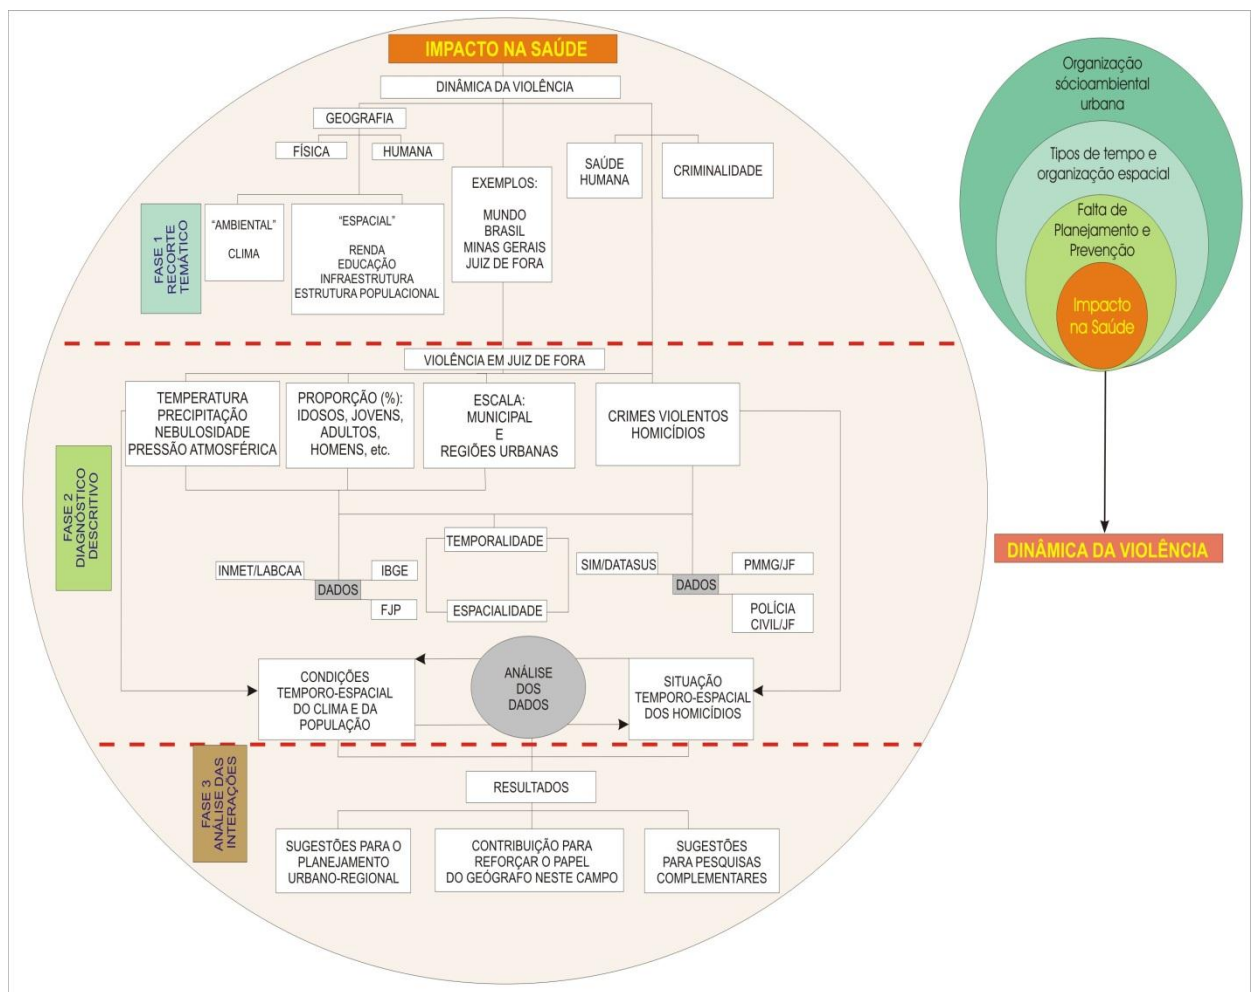 IMPACTO NA SAÚDE
DINÂMICA DA VIOLÊNCIA
GEOGRAFIA
FÍSICA
HUMANA
SAÚDE
HUMANA
CRIMINALIDADE
EXEMPLOS:
MUNDO
BRASIL
MINAS GERAIS
JUIZ DE FORA
"AMBIENTAL"
CLIMA
"ESPACIAL"
RENDA
EDUCAÇÃO
INFRAESTRUTURA
ESTRUTURA POPULACIONAL
FASE 1
RECORTE
TEMÁTICO
VIOLÊNCIA EM JUIZ DE FORA
TEMPERATURA
PRECIPITAÇÃO
NEBULOSIDADE
PRESSÃO ATMOSFÉRICA
PROPORÇÃO (%):
IDOSOS, JOVENS,
ADULTOS,
HOMENS, etc.
ESCALA:
MUNICIPAL
E
REGIÕES URBANAS
CRIMES VIOLENTOS
HOMICÍDIOS
FASE 2
DIAGNÓSTICO
DESCRITIVO
TEMPORALIDADE
ESPACIALIDADE
INMET/LABCAA
IBGE
DADOS
FJP
SIM/DATASUS
PMMG/JF
DADOS
POLÍCIA
CIVIL/JF
CONDIÇÕES
TEMPORO-ESPACIAL
DO CLIMA E DA
POPULAÇÃO
ANÁLISE
DOS
DADOS
SITUAÇÃO
TEMPORO-ESPACIAL
DOS HOMICÍDIOS
FASE 3
ANÁLISE DAS
INTERAÇÕES
RESULTADOS
SUGESTÕES PARA O
PLANEJAMENTO
URBANO-REGIONAL
CONTRIBUIÇÃO PARA
REFORÇAR O PAPEL
DO GEÓGRAFO NESTE CAMPO
SUGESTÕES
PARA PESQUISAS
COMPLEMENTARES
Organização
sócioambiental
urbana
Tipos de tempo e
organização espacial
Falta de
Planejamento e
Prevenção
Impacto
na Saúde
DINÂMICA DA VIOLÊNCIA